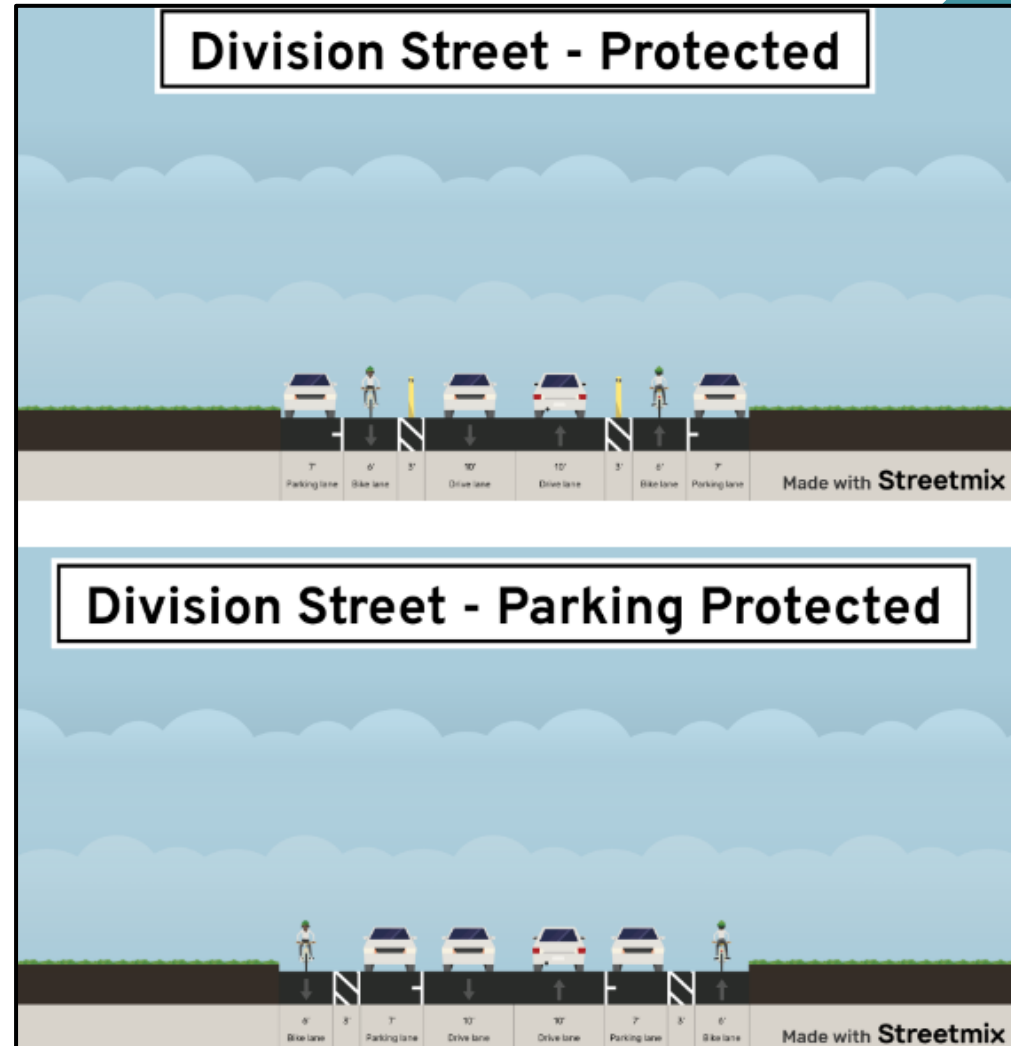 Division Street - Protected
7' 6' 3' 10' 10' 3' 6' 7'
Parking lane Bike lane Drive lane Drive lane Bike lane Parking lane
Made with Streetmix
Division Street - Parking Protected
6' 3' 7' 10' 10' 7' 3' 6'
Bike lane Parking lane Drive lane Drive lane Parking lane Bike lane
Made with Streetmix